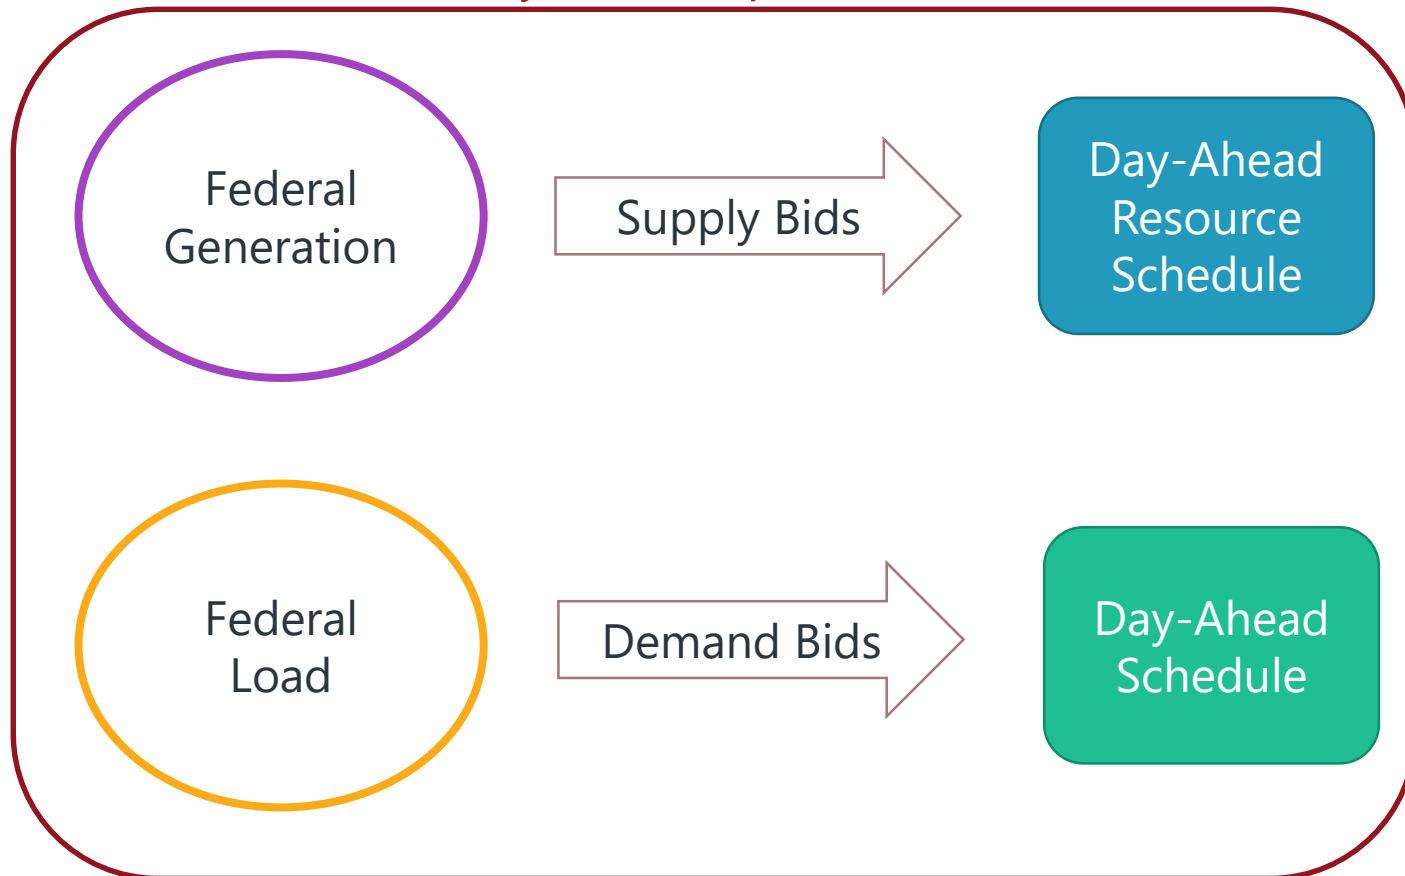 Federal
Generation
Supply Bids
Day-Ahead
Resource
Schedule
Federal
Load
Demand Bids
Day-Ahead
Schedule